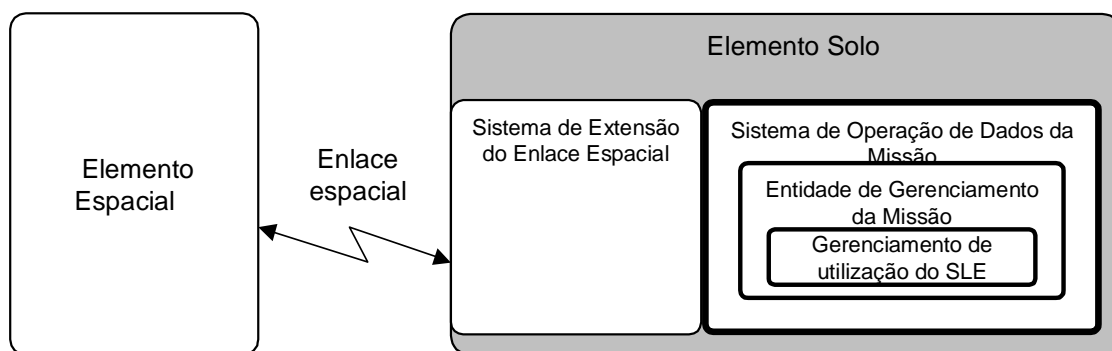 Elemento Solo
Sistema de Extensão
do Enlace Espacial
Sistema de Operação de Dados da
Missão
Elemento
Espacial
Enlace
espacial
Entidade de Gerenciamento
da Missão
Gerenciamento de
utilização do SLE